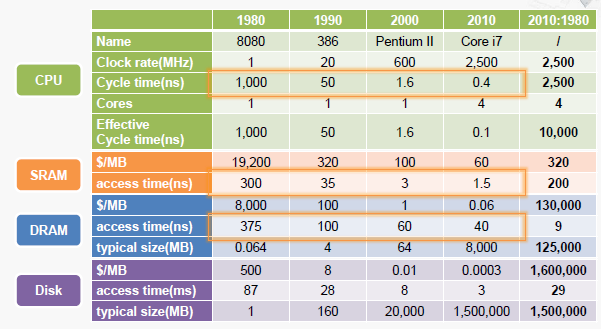 1980 1990 2000 2010 2010:1980
Name 8080 386 Pentium II Core i7 /
Clock rate(MHz) 1 20 600 2,500 2,500
CPU
Cycle time(ns) 1,000 50 1.6 0.4 2,500
Cores 1 1 1 4 4
Effective
Cycle time(ns) 1,000 50 1.6 0.1 10,000
$/MB 19,200 320 100 60 320
SRAM
access time(ns) 300 35 3 1.5 200
$/MB 8,000 100 1 0.06 130,000
DRAM
access time(ns) 375 100 60 40 9
typical size(MB) 0.064 4 64 8,000 125,000
$/MB 500 8 0.01 0.0003 1,600,000
Disk
access time(ms) 87 28 8 3 29
typical size(MB) 1 160 20,000 1,500,000 1,500,000